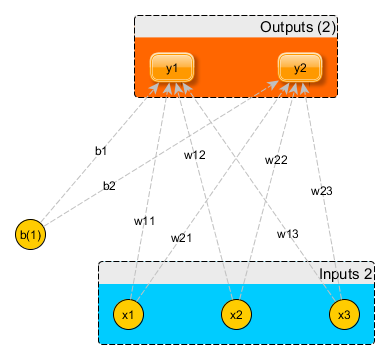 Outputs (2)
y1 y2
b1
w12
w22
b2
w23
w11
w13
w21
b(1)
Inputs 2
x1 x2 x3